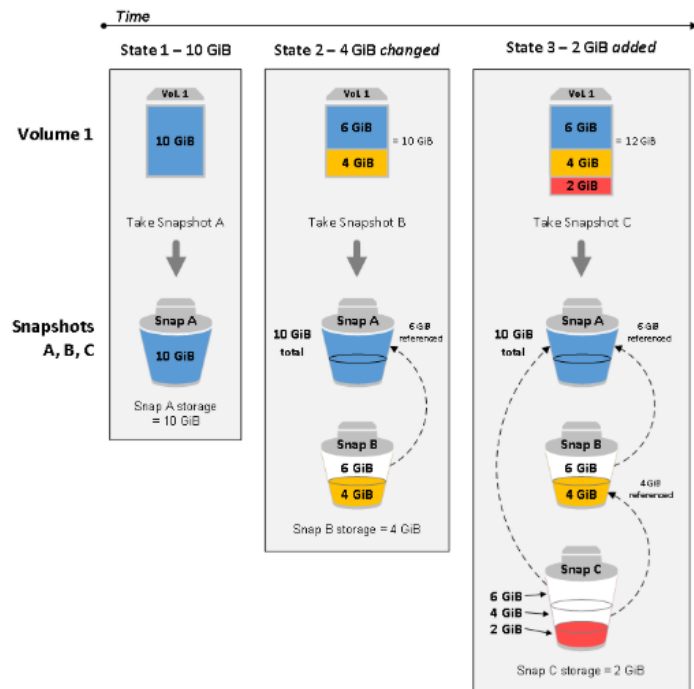 Time
State 1 – 10 GiB
State 2 – 4 GiB changed
State 3 – 2 GiB added
Volume 1
Vol. 1
10 GiB
Vol 1
6 GiB
4 GiB
= 10 GiB
Vol 1
6 GiB
4 GiB
2 GiB
= 12 GiB
Take Snapshot A
Take Snapshot B
Take Snapshot C
Snapshots
A, B, C
Snap A
10 GiB
Snap A storage
= 10 GiB
10 GiB
total
Snap A
6 GiB
referenced
Snap B
6 GiB
4 GiB
Snap B storage = 4 GiB
10 GiB
total
Snap A
6 GiB
referenced
Snap B
6 GiB
4 GiB
4 GiB
referenced
Snap C
6 GiB
4 GiB
2 GiB
Snap C storage = 2 GiB